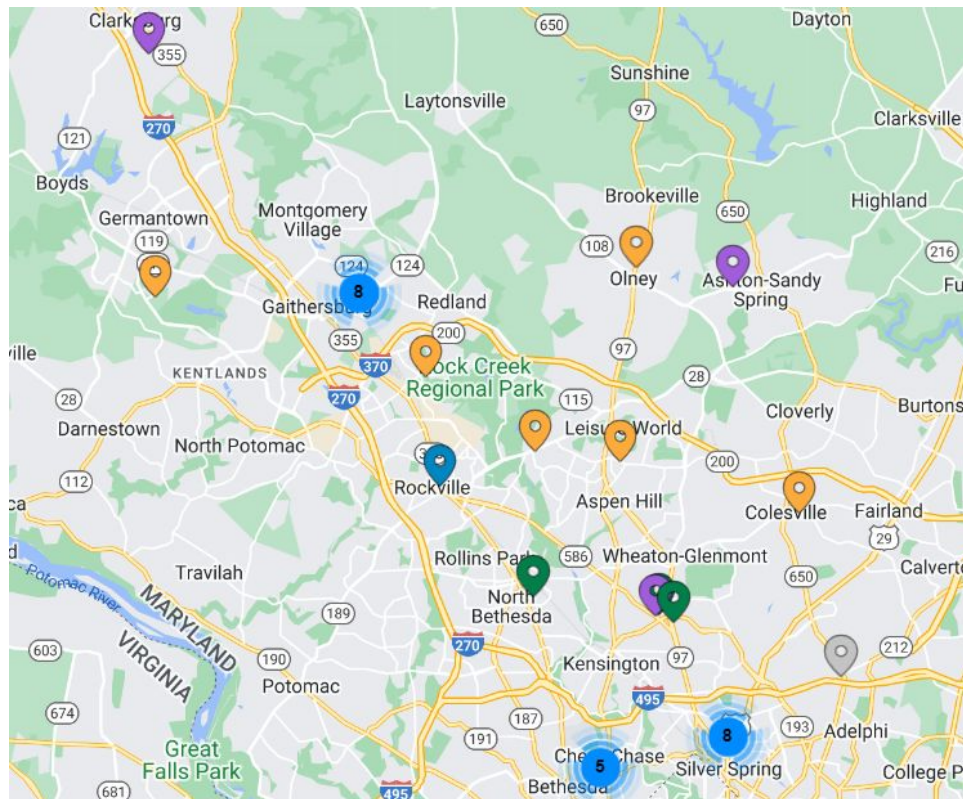 Clarksburg
355
650
Dayton
Sunshine
Laytonsville
97
Clarksville
270
121
Boyds
Brookeville
Highland
650
Germantown
Montgomery
Village
119
108
216
Olney
Ashton-Sandy
Spring
124
124
8
Gaithersburg
Redland
355
200
97
370
Rock Creek
Regional Park
KENTLANDS
270
28
28
115
Cloverly
Darnestown
North Potomac
Leisure World
200
Rockville
112
Aspen Hill
Colesville
Fairland
29
Rollins Park
586
Wheaton-Glenmont
Travilah
650
Potomac River
MARYLAND
VIRGINIA
North
Bethesda
189
603
270
Kensington
97
212
190
Potomac
495
674
187
193
Adelphi
191
8
Great
Falls Park
Chevy Chase
Silver Spring
5
Bethesda
681
495